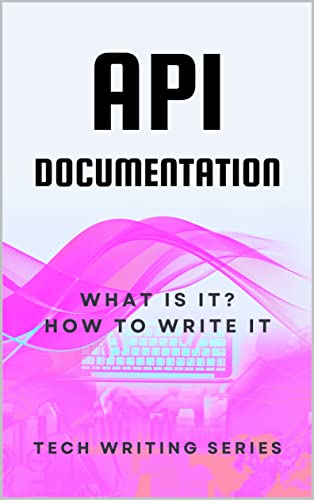 API
DOCUMENTATION
WHAT IS IT?
HOW TO WRITE IT
TECH WRITING SERIES